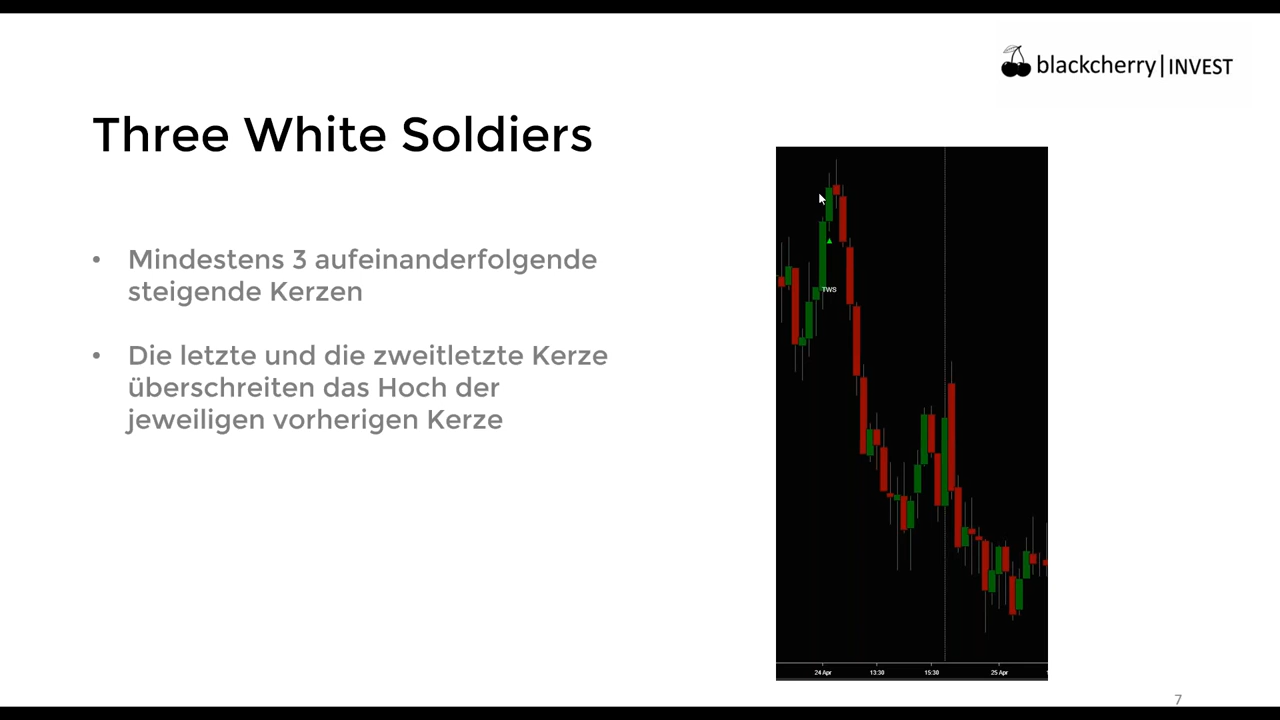 blackcherry|INVEST
Three White Soldiers
• Mindestens 3 aufeinanderfolgende
steigende Kerzen
• Die letzte und die zweitletzte Kerze
überschreiten das Hoch der
jeweiligen vorherigen Kerze
TWS
24 Apr 13:30 15:30 25 Apr
7